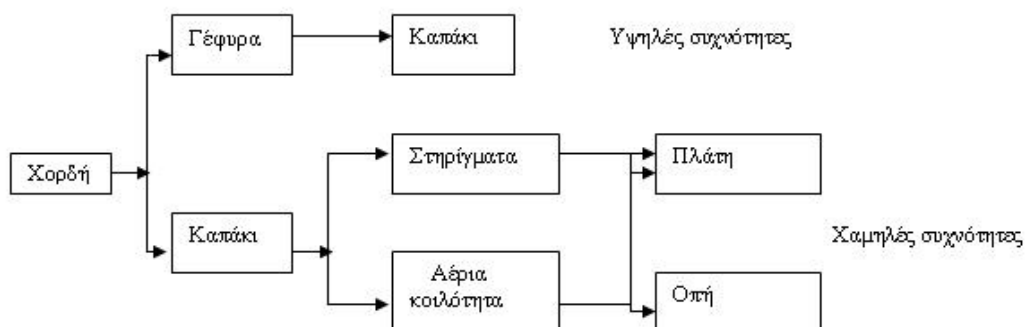 Γέφυρα
Καπάκι
Υψηλές συχνότητες
Χορδή
Στηρίγματα
Πλάτη
Καπάκι
Χαμηλές συχνότητες
Αέρια
κοιλότητα
Οπή